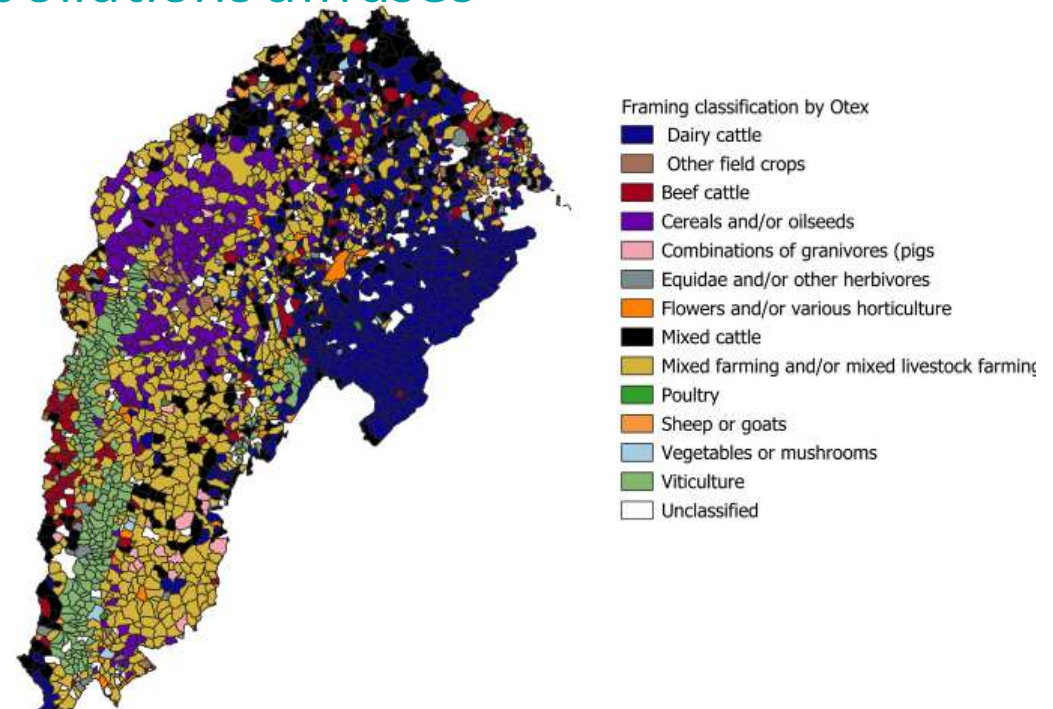 Framing classification by Otex
Dairy cattle
Other field crops
Beef cattle
Cereals and/or oilseeds
Combinations of granivores (pigs
Equidae and/or other herbivores
Flowers and/or various horticulture
Mixed cattle
Mixed farming and/or mixed livestock farming
Poultry
Sheep or goats
Vegetables or mushrooms
Viticulture
Unclassified